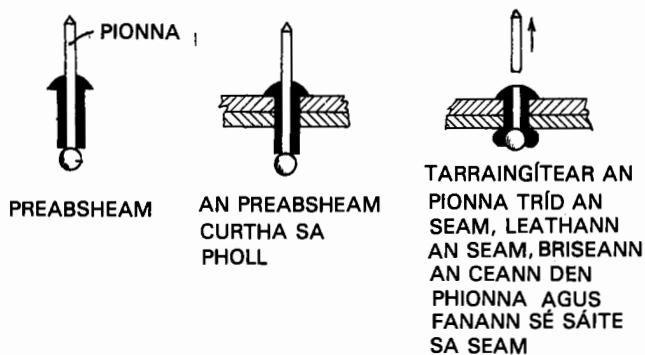 PIONNA
PREABSHEAM
AN PREABSHEAM
CURTHA SA
PHOLL
TARRAINGÍTEAR AN
PIONNA TRÍD AN
SEAM, LEATHANN
AN SEAM, BRISEANN
AN CEANN DEN
PHIONNA AGUS
FANANN SÉ SÁITE
SA SEAM